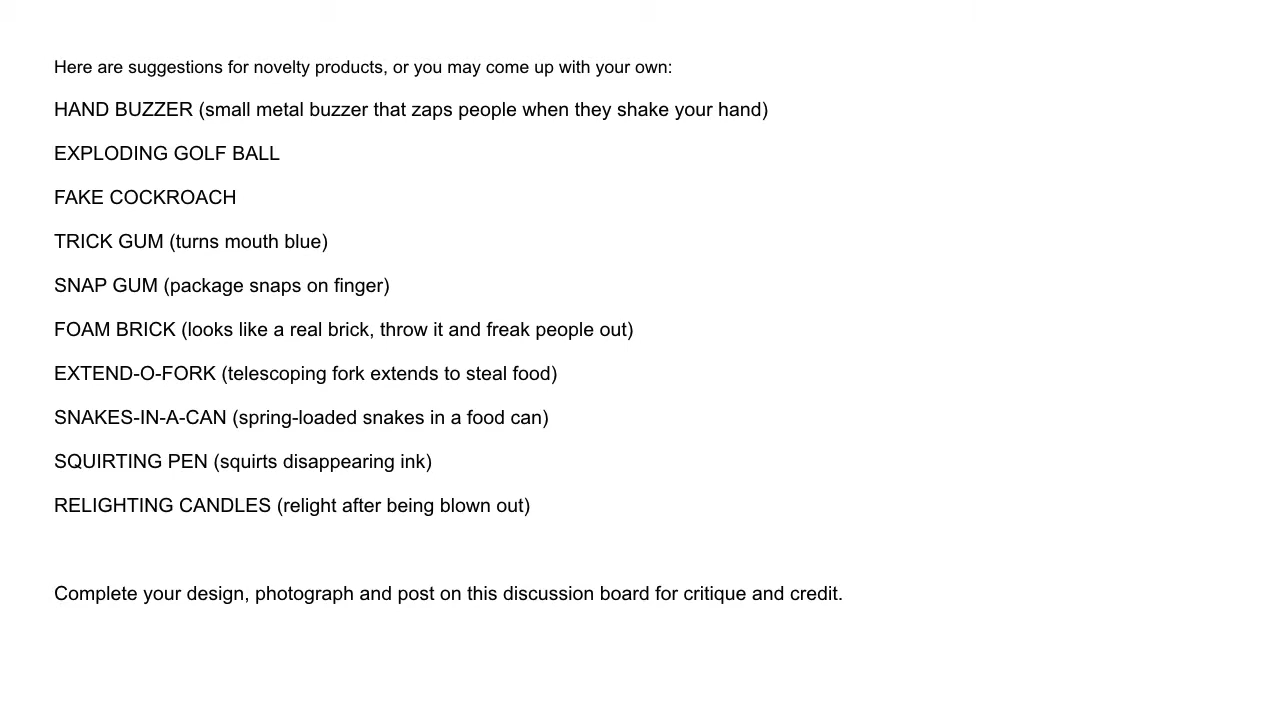 Here are suggestions for novelty products, or you may come up with your own:
HAND BUZZER (small metal buzzer that zaps people when they shake your hand)
EXPLODING GOLF BALL
FAKE COCKROACH
TRICK GUM (turns mouth blue)
SNAP GUM (package snaps on finger)
FOAM BRICK (looks like a real brick, throw it and freak people out)
EXTEND-O-FORK (telescoping fork extends to steal food)
SNAKES-IN-A-CAN (spring-loaded snakes in a food can)
SQUIRTING PEN (squirts disappearing ink)
RELIGHTING CANDLES (relight after being blown out)
Complete your design, photograph and post on this discussion board for critique and credit.